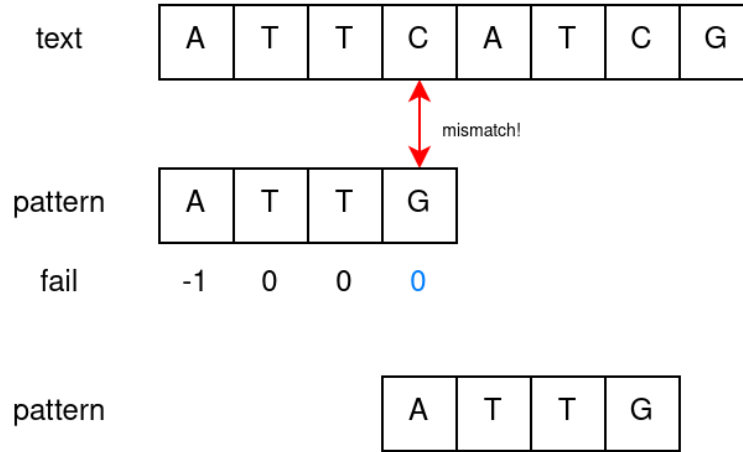 text A T T C A T C G
mismatch!
pattern A T T G
fail -1 0 0 0
pattern A T T G